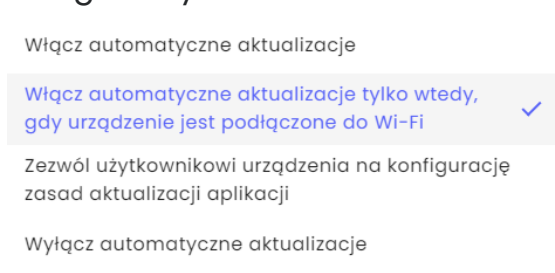 Włącz automatyczne aktualizacje
Włącz automatyczne aktualizacje tylko wtedy,
gdy urządzenie jest podłączone do Wi-Fi
Zezwól użytkownikowi urządzenia na konfigurację
zasad aktualizacji aplikacji
Wyłącz automatyczne aktualizacje